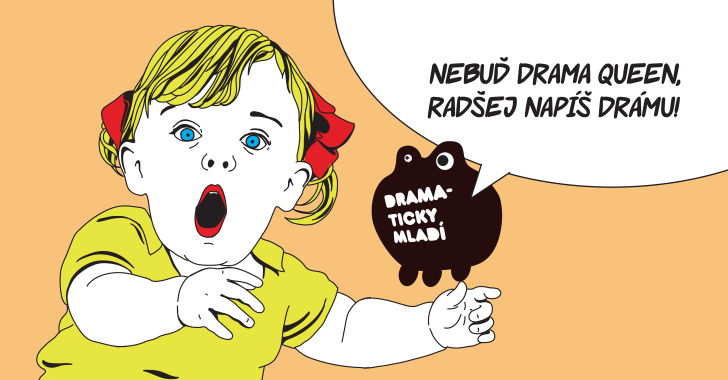 NEBUĎ DRAMA QUEEN,
RADŠEJ NAPÍŠ DRÁMU!
DRAMA-
TICKY
MLADÍ